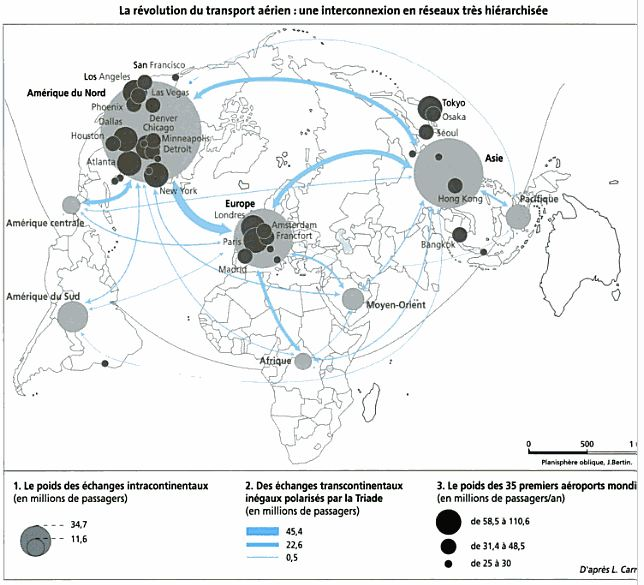 La révolution du transport aérien : une interconnexion en réseaux très hiérarchisée
San Francisco
Los Angeles
Amérique du Nord
Las Vegas
Phoenix
Denver
Dallas
Chicago
Houston
Minneapolis
Detroit
Atlanta
New York
Tokyo
Osaka
Séoul
Asie
Hong Kong
Pacifique
Bangkok
Europe
Londres
Amsterdam
Francfort
Paris
Madrid
Amérique centrale
Amérique du Sud
Moyen-Orient
Afrique
0 500 1
Planisphère oblique, J.Bertin.
1. Le poids des échanges intracontinentaux
(en millions de passagers)
34,7
11,6
2. Des échanges transcontinentaux
inégaux polarisés par la Triade
(en millions de passagers)
45,4
22,6
0,5
3. Le poids des 35 premiers aéroports mondi
(en millions de passagers/an)
de 58,5 à 110,6
de 31,4 à 48,5
de 25 à 30
D'après L. Carr